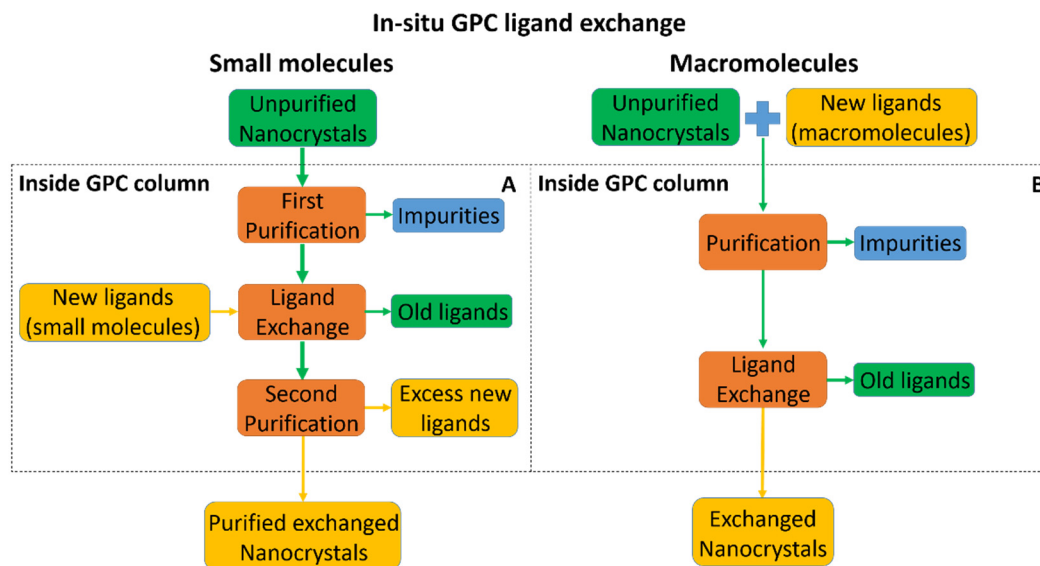 In-situ GPC ligand exchange
Small molecules
Unpurified
Nanocrystals
Inside GPC column
A
First
Purification
Impurities
New ligands
(small molecules)
Ligand
Exchange
Old ligands
Second
Purification
Excess new
ligands
Purified exchanged
Nanocrystals
Macromolecules
Unpurified
Nanocrystals
New ligands
(macromolecules)
Inside GPC column
B
Purification
Impurities
Ligand
Exchange
Old ligands
Exchanged
Nanocrystals